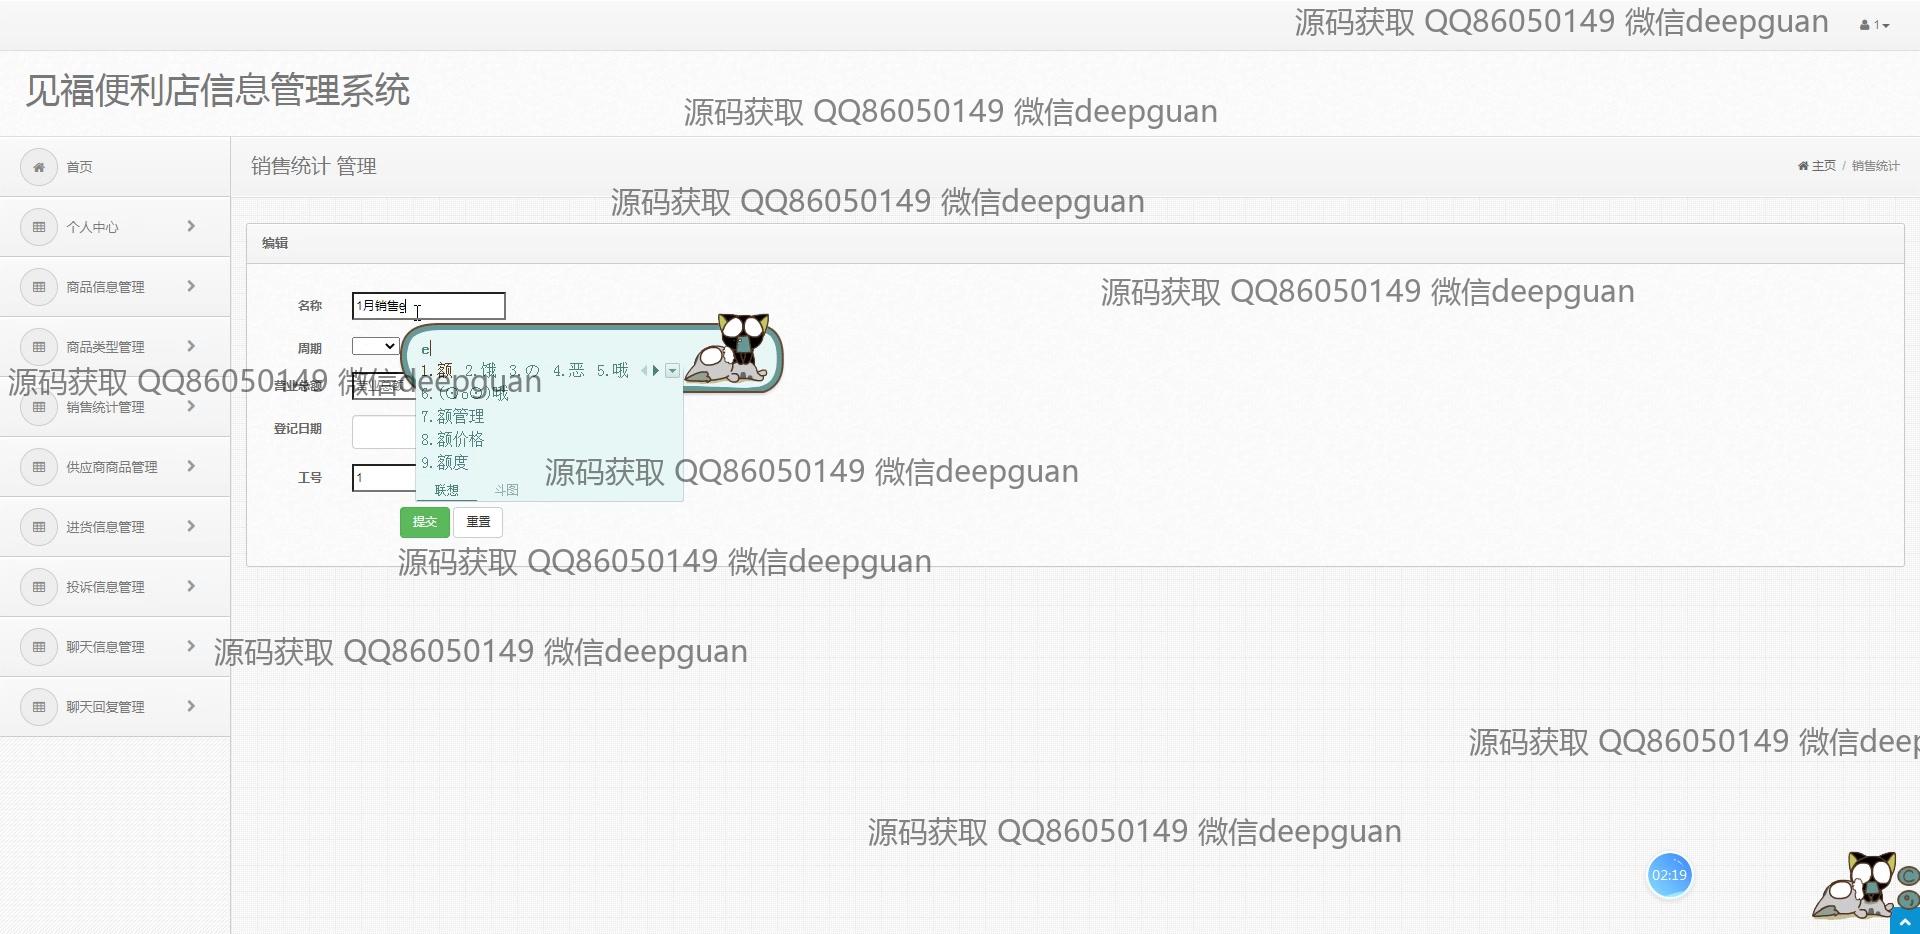 源码获取 QQ86050149 微信deepguan
1
见福便利店信息管理系统
源码获取 QQ86050149 微信deepguan
首页
销售统计 管理
主页 / 销售统计
源码获取 QQ86050149 微信deepguan
个人中心
编辑
商品信息管理
源码获取 QQ86050149 微信deepguan
名称
1月销售e
商品类型管理
周期
e
1.额 2.饿 3.の 4.恶 5.哦
源码获取 QQ86050149 微信deepguan
营业总额
营业总额
销售统计管理
7.额管理
登记日期
8.额价格
9.额度
供应商商品管理
工号
1
源码获取 QQ86050149 微信deepguan
联想
斗图
提交
重置
进货信息管理
源码获取 QQ86050149 微信deepguan
投诉信息管理
聊天信息管理
源码获取 QQ86050149 微信deepguan
聊天回复管理
源码获取 QQ86050149 微信deep
源码获取 QQ86050149 微信deepguan
02:19